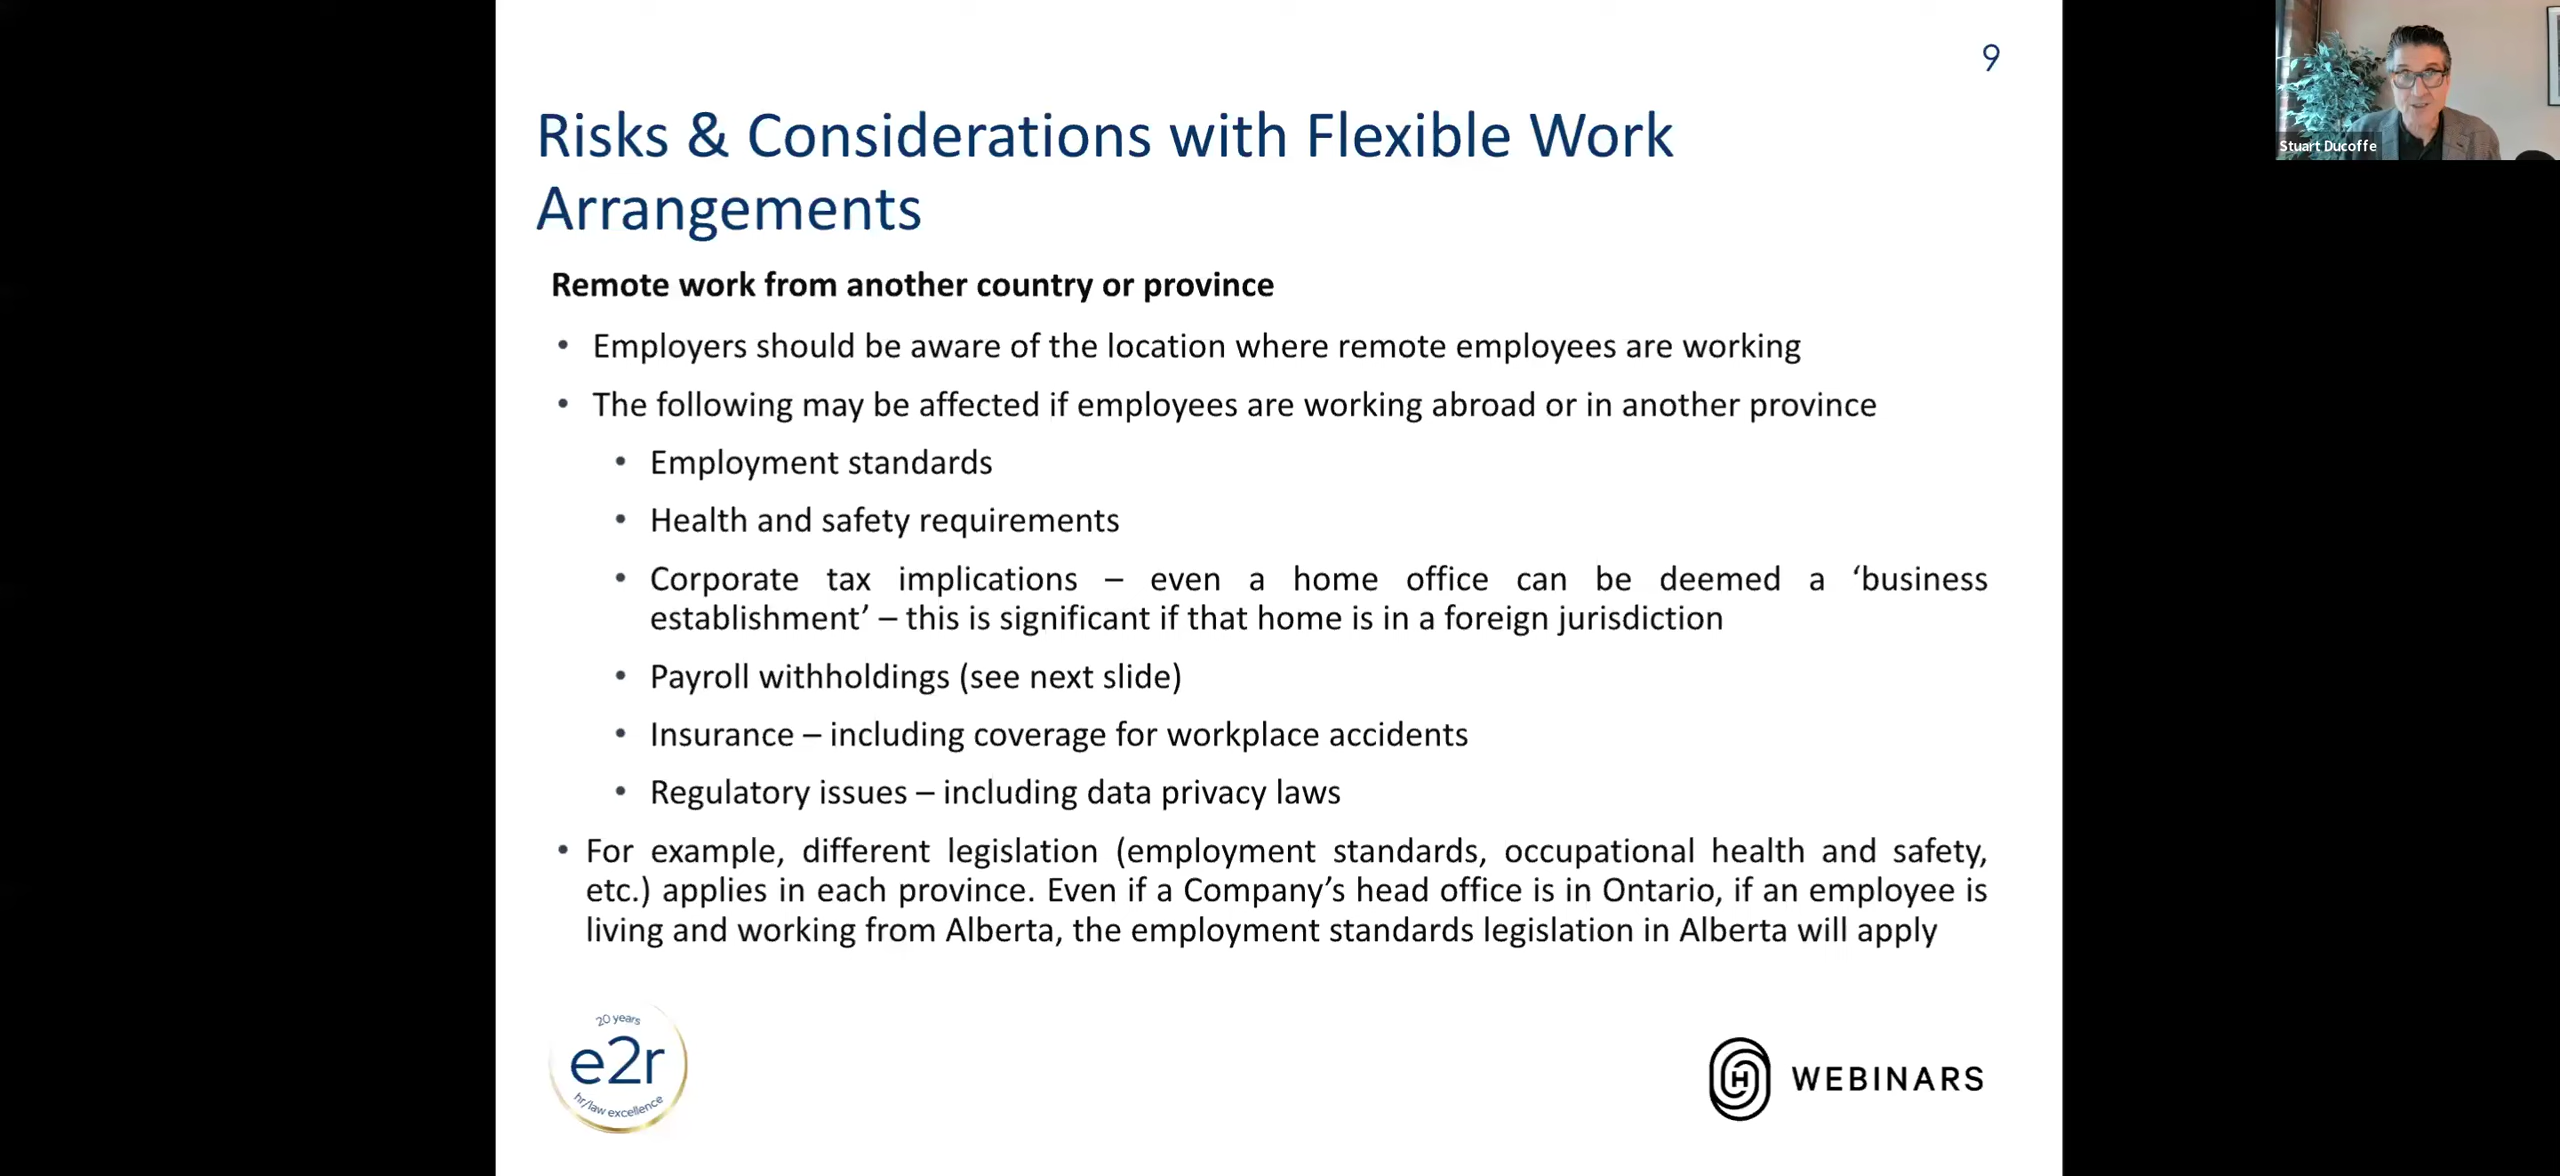 9
Stuart Ducoffe
Risks & Considerations with Flexible Work
Arrangements
Remote work from another country or province
• Employers should be aware of the location where remote employees are working
• The following may be affected if employees are working abroad or in another province
• Employment standards
• Health and safety requirements
• Corporate tax implications – even a home office can be deemed a ‘business
establishment’ – this is significant if that home is in a foreign jurisdiction
• Payroll withholdings (see next slide)
• Insurance – including coverage for workplace accidents
• Regulatory issues – including data privacy laws
• For example, different legislation (employment standards, occupational health and safety,
etc.) applies in each province. Even if a Company’s head office is in Ontario, if an employee is
living and working from Alberta, the employment standards legislation in Alberta will apply
20 years
e2r
hr/law excellence
H WEBINARS